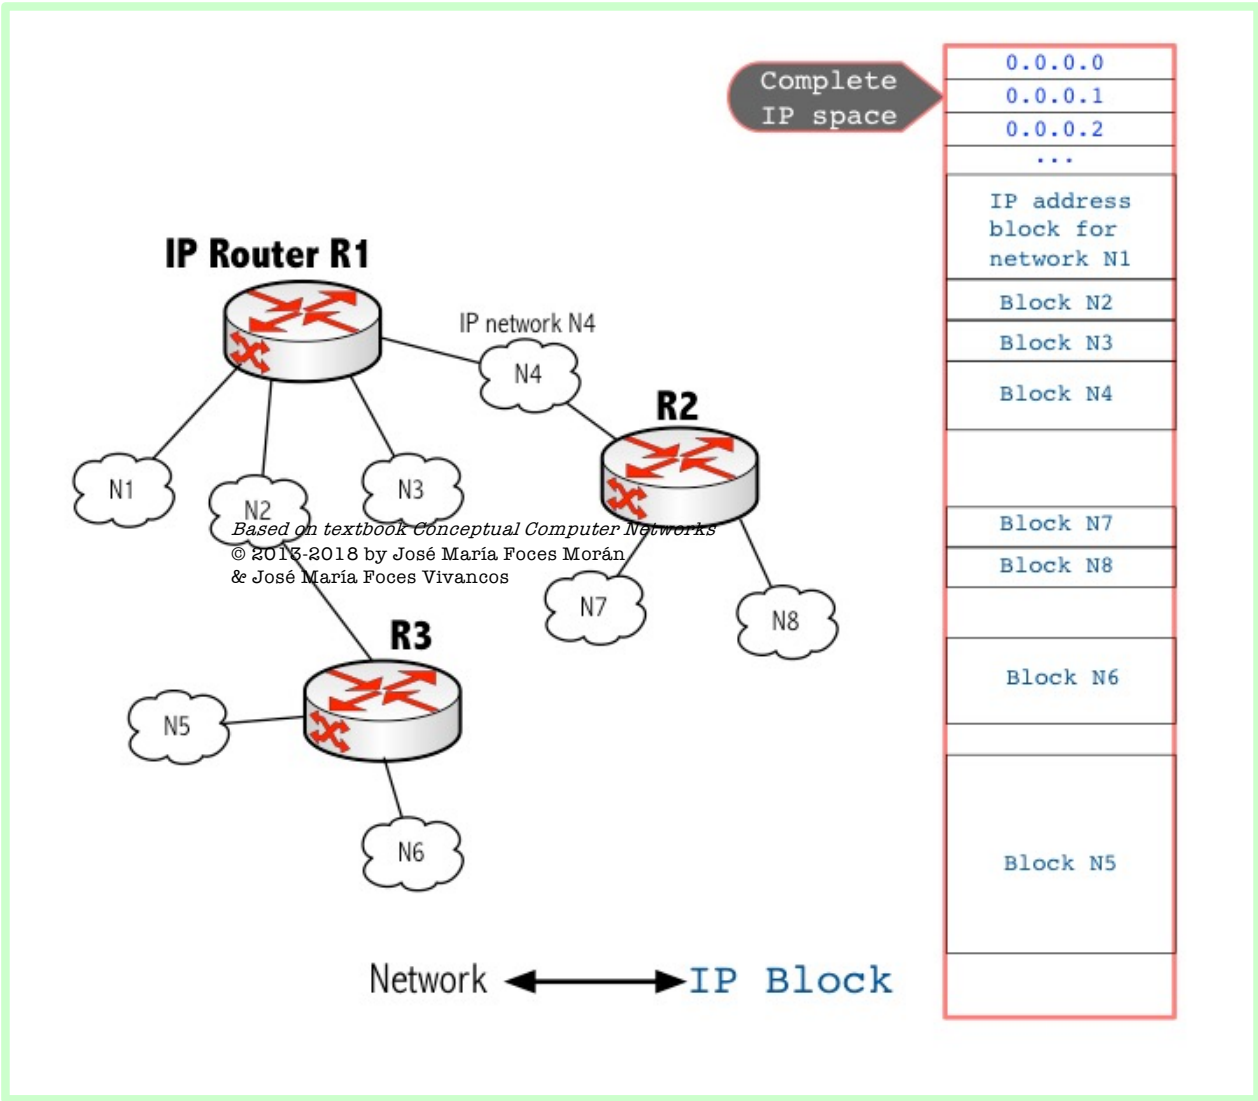 Complete
IP space
0.0.0.0
0.0.0.1
0.0.0.2
...
IP address
block for
network N1
Block N2
Block N3
Block N4
Block N7
Block N8
Block N6
Block N5
IP Router R1
IP network N4
N4
R2
N1
N2
N3
Based on textbook Conceptual Computer Networks
© 2013-2018 by José María Foces Morán
& José María Foces Vivancos
N7
N8
R3
N5
N6
Network
IP Block